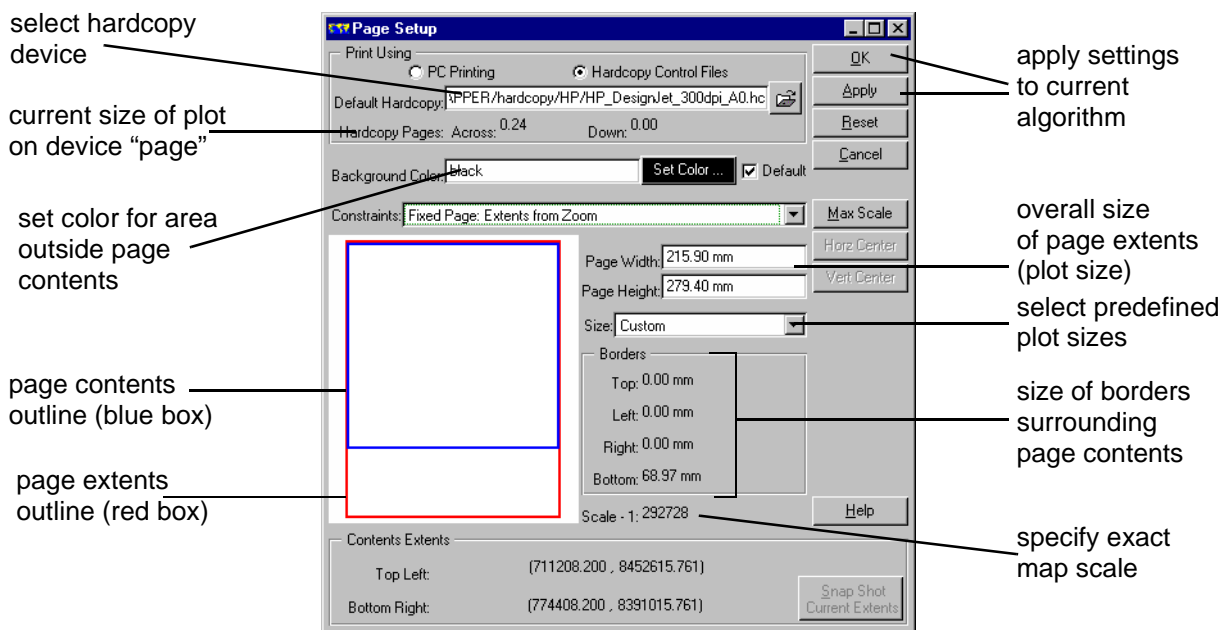 select hardcopy
device
current size of plot
on device “page”
set color for area
outside page
contents
page contents
outline (blue box)
page extents
outline (red box)
Page Setup
Print Using
PC Printing
Hardcopy Control Files
Default Hardcopy: \PPER/hardcopy/HP/HP_DesignJet_300dpi_A0.hc
Hardcopy Pages: Across: 0.24 Down: 0.00
Background Color: black Set Color ... Default
Constraints: Fixed Page: Extents from Zoom
Page Width: 215.90 mm
Page Height: 279.40 mm
Size: Custom
Borders
Top: 0.00 mm
Left: 0.00 mm
Right: 0.00 mm
Bottom: 68.97 mm
Scale - 1: 292728
Contents Extents
Top Left: (711208.200 , 8452615.761)
Bottom Right: (774408.200 , 8391015.761)
OK
Apply
Reset
Cancel
Max Scale
Horz Center
Vert Center
Help
Snap Shot
Current Extents
apply settings
to current
algorithm
overall size
of page extents
(plot size)
select predefined
plot sizes
size of borders
surrounding
page contents
specify exact
map scale